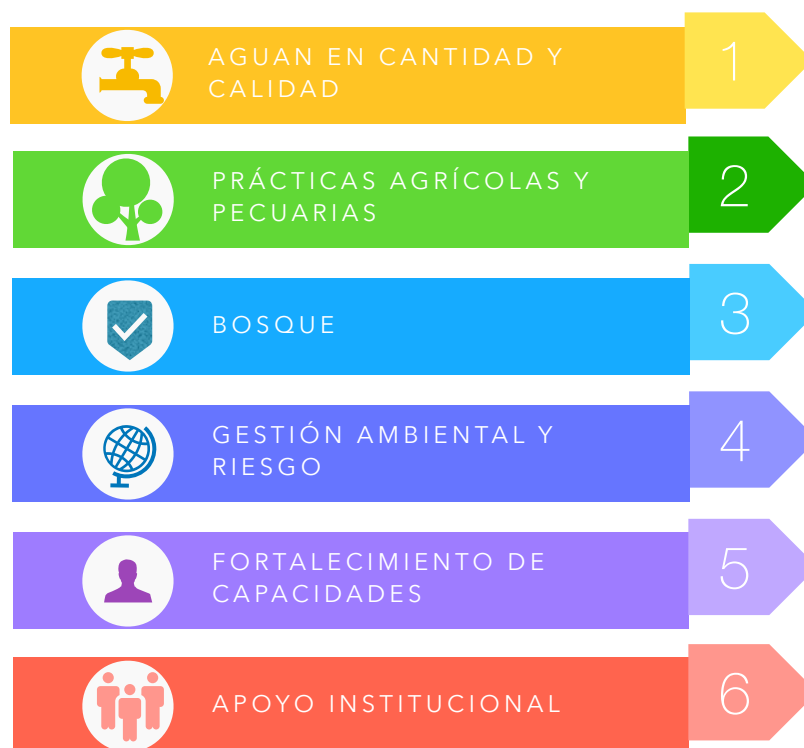 AGUAN EN CANTIDAD Y
CALIDAD
1
PRÁCTICAS AGRÍCOLAS Y
PECUARIAS
2
BOSQUE
3
GESTIÓN AMBIENTAL Y
RIESGO
4
FORTALECIMIENTO DE
CAPACIDADES
5
APOYO INSTITUCIONAL
6